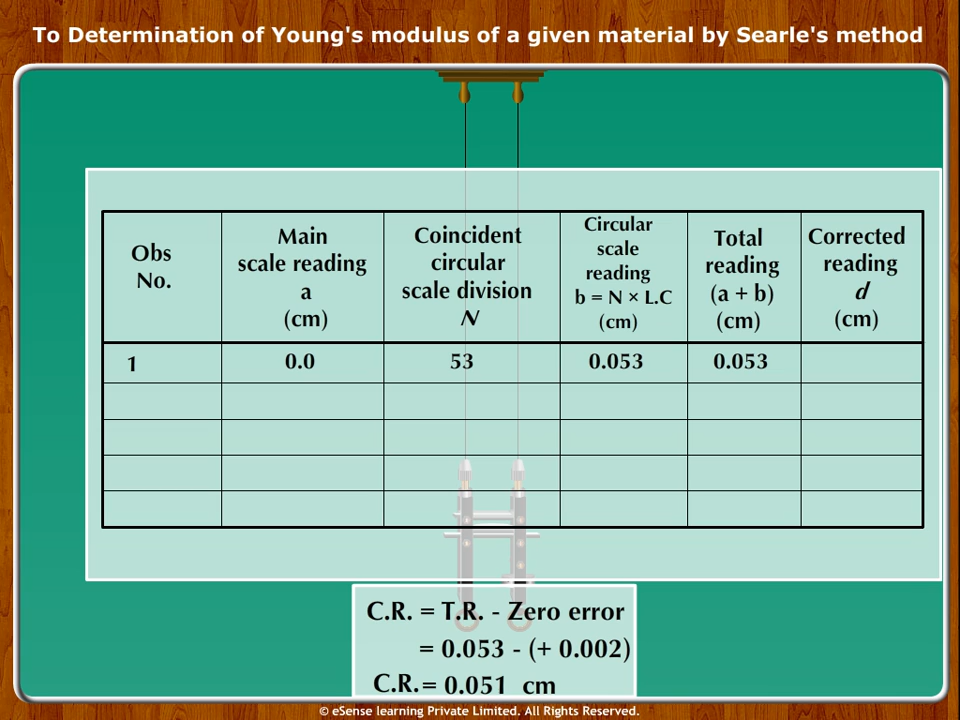 To Determination of Young's modulus of a given material by Searle's method
Obs
No.
Main
scale reading
a
(cm)
Coincident
circular
scale division
N
Circular
scale
reading
b = N × L.C
(cm)
Total
reading
(a + b)
(cm)
Corrected
reading
d
(cm)
1 0.0 53 0.053 0.053
C.R. = T.R. - Zero error
= 0.053 - (+ 0.002)
C.R. = 0.051 cm
© eSense learning Private Limited. All Rights Reserved.